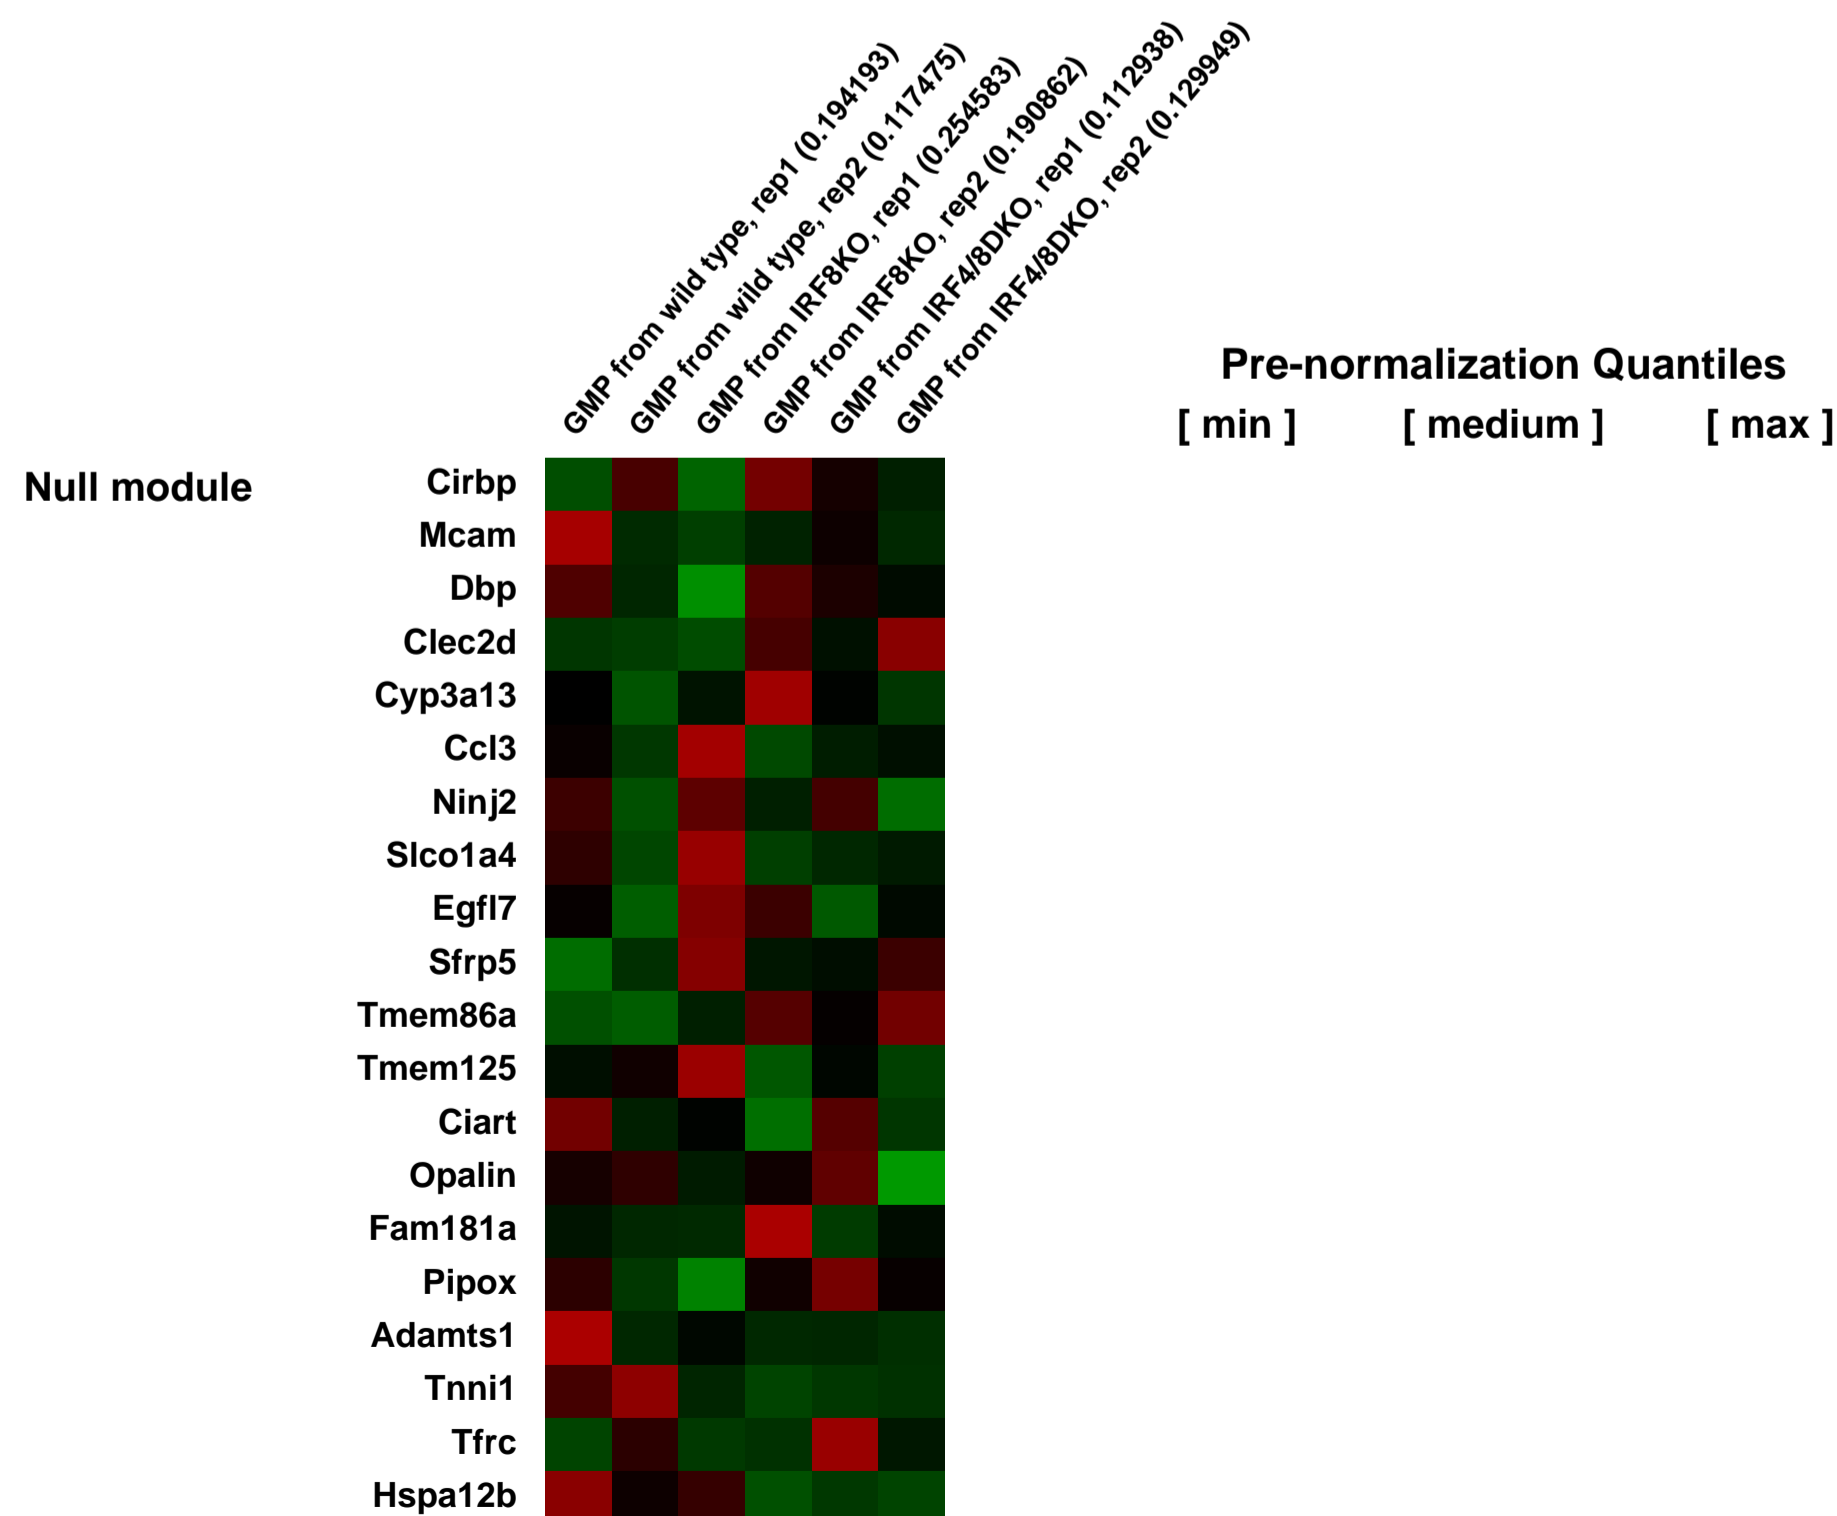 GMP from wild type, rep1 (0.194193)
GMP from wild type, rep2 (0.117475)
GMP from IRF8KO, rep1 (0.254583)
GMP from IRF8KO, rep2 (0.190862)
GMP from IRF4/8DKO, rep1 (0.112938)
GMP from IRF4/8DKO, rep2 (0.129949)
Pre-normalization Quantiles
[ min ] [ medium ] [ max ]
Null module
Cirbp
Mcam
Dbp
Clec2d
Cyp3a13
Ccl3
Ninj2
Slco1a4
Egfl7
Sfrp5
Tmem86a
Tmem125
Ciart
Opalin
Fam181a
Pipox
Adamts1
Tnni1
Tfrc
Hspa12b